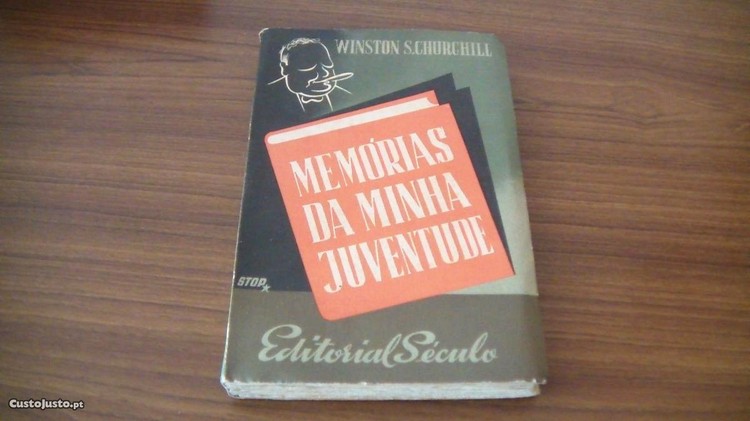 WINSTON S.CHURCHILL
MEMÓRIAS
DA MINHA
JUVENTUDE
STOP
Editorial Século
CustoJusto.pt